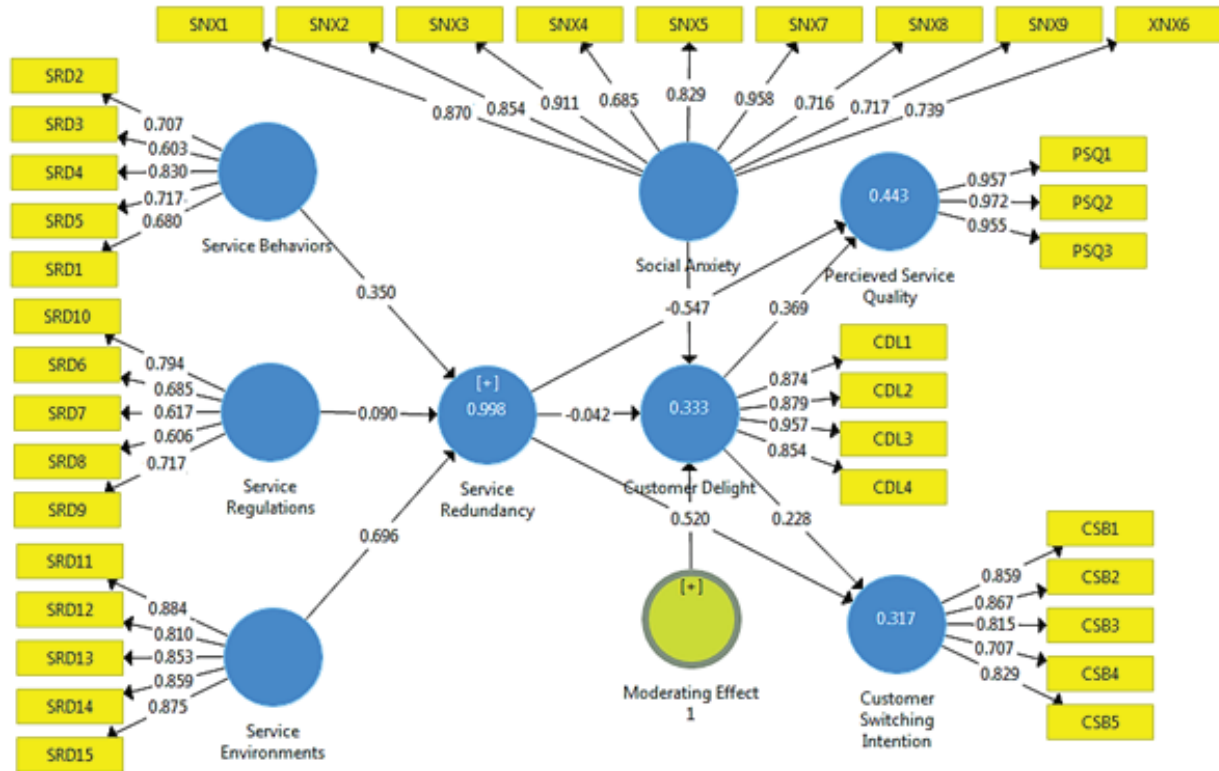 SNX1
SNX2
SNX3
SNX4
SNX5
SNX7
SNX8
SNX9
XNX6
0.870
0.854
0.911
0.685
0.829
0.958
0.716
0.717
0.739
SRD2
SRD3
SRD4
SRD5
SRD1
0.707
0.603
0.830
0.717
0.680
Service Behaviors
0.350
Social Anxiety
0.443
Percieved Service
Quality
0.957
0.972
0.955
PSQ1
PSQ2
PSQ3
SRD10
SRD6
SRD7
SRD8
SRD9
0.794
0.685
0.617
0.606
0.717
Service
Regulations
0.090
[+]
0.998
Service
Redundancy
-0.547
0.369
-0.042
0.333
Customer Delight
0.874
0.879
0.957
0.854
CDL1
CDL2
CDL3
CDL4
0.696
0.520
0.228
SRD11
SRD12
SRD13
SRD14
SRD15
0.884
0.810
0.853
0.859
0.875
Service
Environments
[+]
Moderating Effect
1
0.317
Customer
Switching
Intention
0.859
0.867
0.815
0.707
0.829
CSB1
CSB2
CSB3
CSB4
CSB5